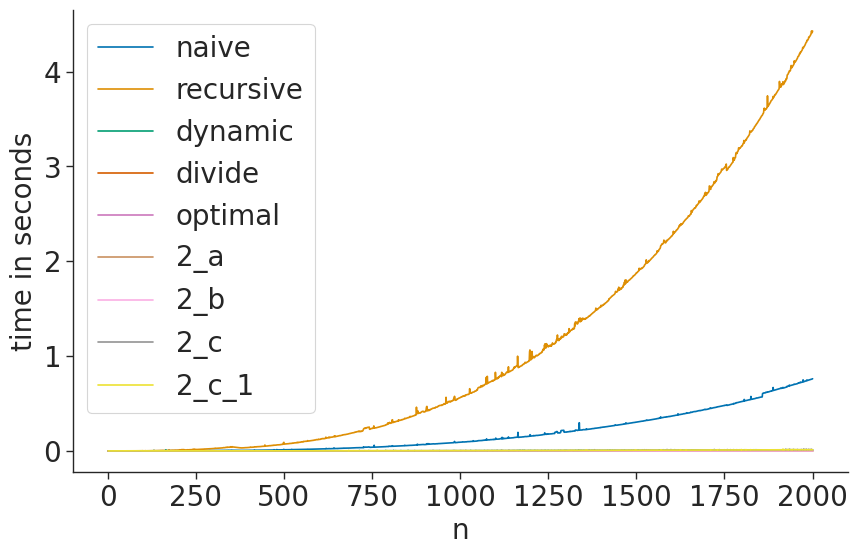 naive
recursive
dynamic
divide
optimal
2_a
2_b
2_c
2_c_1
time in seconds
4
3
2
1
0
0 250 500 750 1000 1250 1500 1750 2000
n